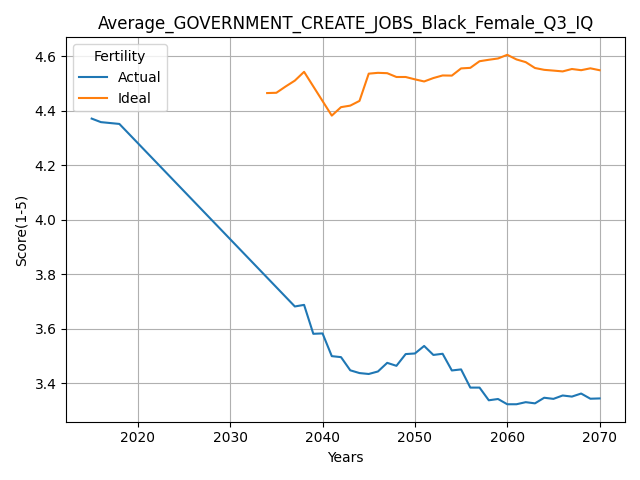 Average_GOVERNMENT_CREATE_JOBS_Black_Female_Q3_IQ
Fertility
Actual
Ideal
Score(1-5)
4.6
4.4
4.2
4.0
3.8
3.6
3.4
2020 2030 2040 2050 2060 2070
Years